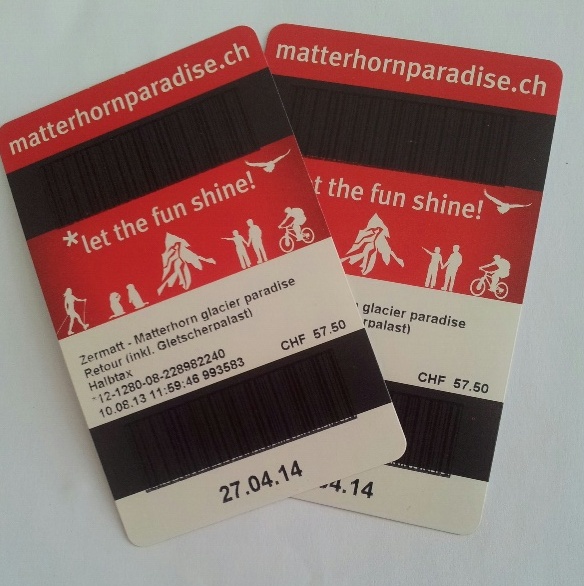 matterhornparadise.ch
*let the fun shine!
Zermatt - Matterhorn glacier paradise
Retour (inkl. Gletscherpalast)
Halbtax
CHF 57.50
*12-1280-08-228982240
10.08.13 11:59:46 993583
27.04.14
matterhornparadise.ch
t the fun shine!
glacier paradise
rpalast)
CHF 57.50
4.14